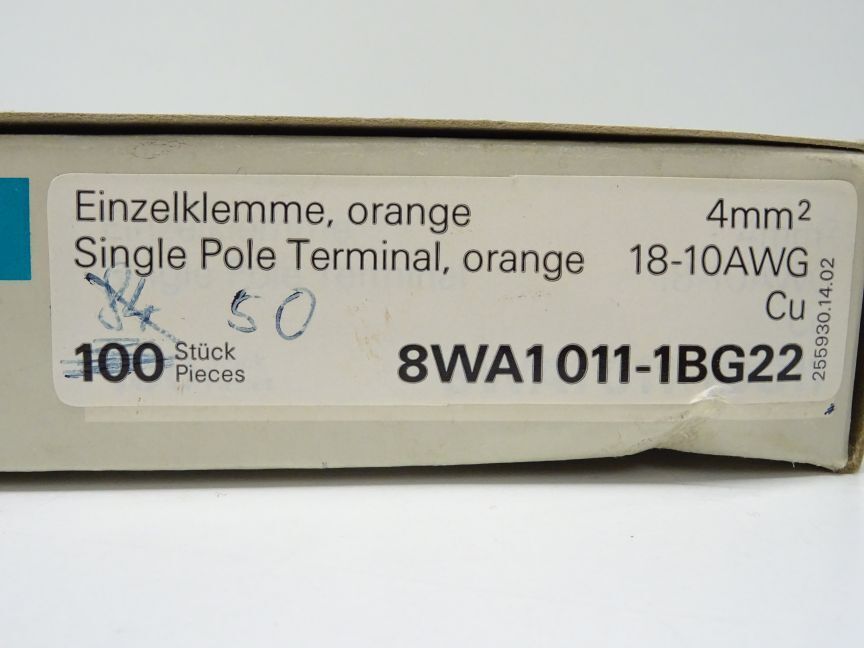 Einzelklemme, orange 4mm²
Single Pole Terminal, orange 18-10AWG
Cu
84 50
100 Stück
Pieces
8WA1 011-1BG22
255930.14.02